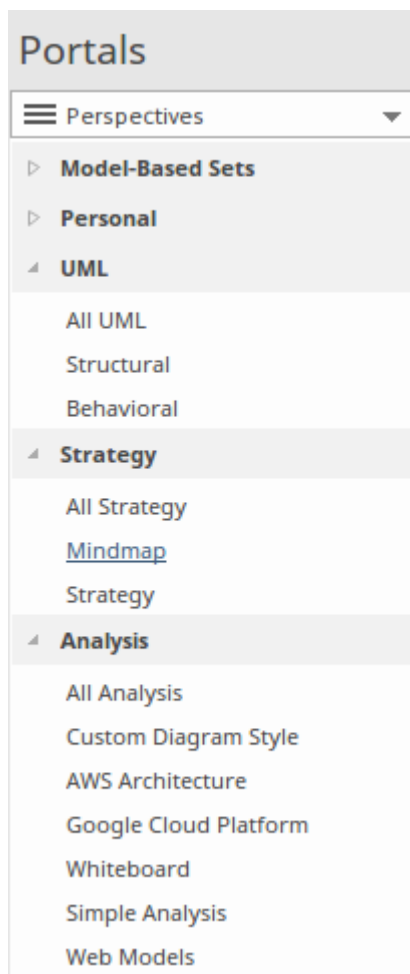 Portals
Perspectives
Model-Based Sets
Personal
UML
All UML
Structural
Behavioral
Strategy
All Strategy
Mindmap
Strategy
Analysis
All Analysis
Custom Diagram Style
AWS Architecture
Google Cloud Platform
Whiteboard
Simple Analysis
Web Models